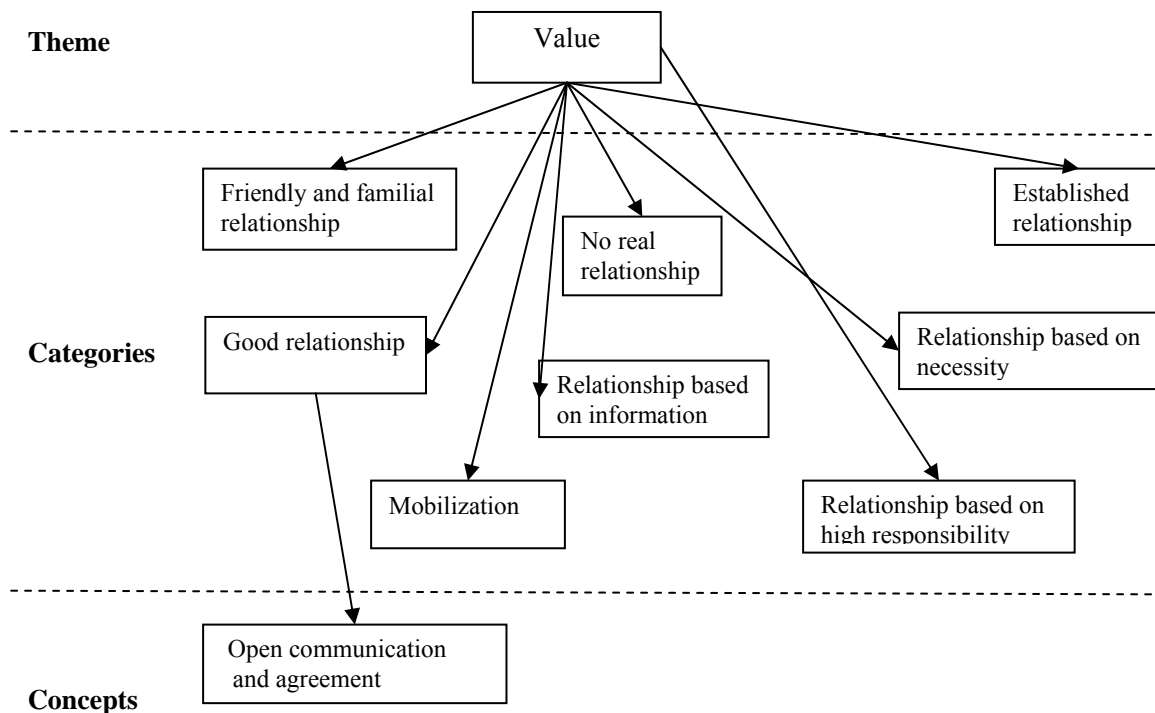 Theme
Value
Friendly and familial
relationship
Established
relationship
No real
relationship
Categories
Good relationship
Relationship based on
necessity
Relationship based
on information
Mobilization
Relationship based on
high responsibility
Open communication
and agreement
Concepts